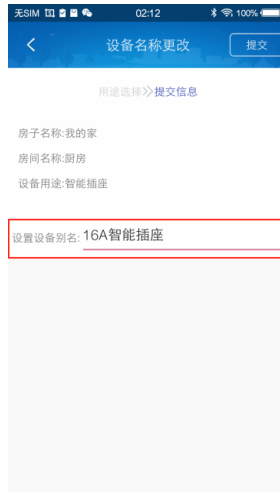 无SIM 02:12 100%
设备名称更改 提交
用途选择>>提交信息
房子名称:我的家
房间名称:厨房
设备用途:智能插座
设置设备别名: 16A智能插座